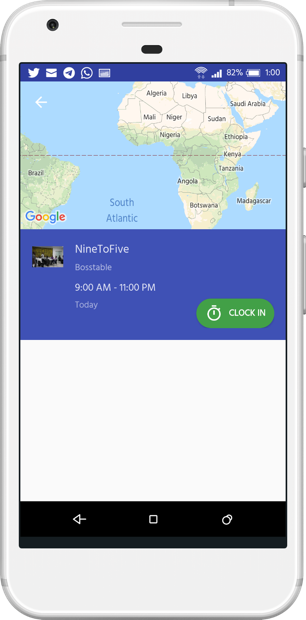 82% 1:00
Algeria
Libya
Saudi Arabia
Mali
Niger
Sudan
Nigeria
Ethiopia
Kenya
Brazil
Tanzania
Angola
South
Atlantic
Botswana
Madagascar
Google
NineToFive
Bosstable
9:00 AM - 11:00 PM
Today
CLOCK IN